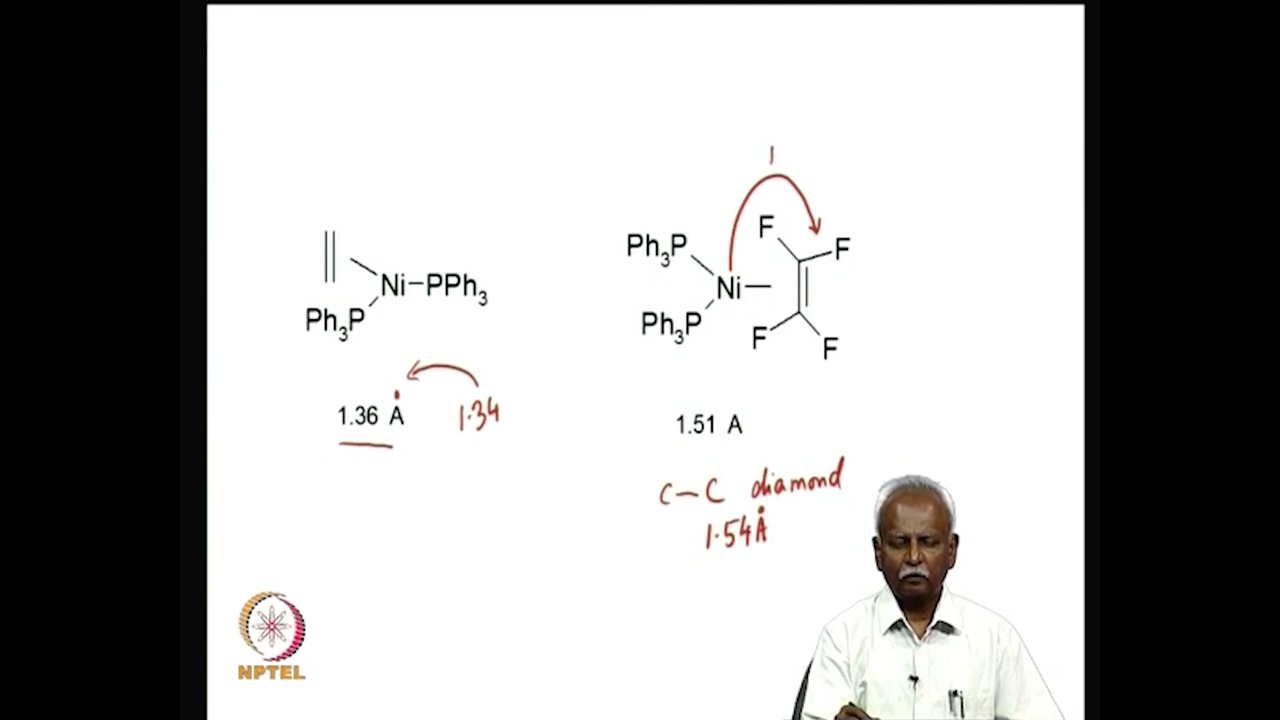 Ni-PPh3
Ph3P
1.36 Å
1.34
1
Ph3P
Ni
Ph3P
F
F
F
F
1.51 A
C-C diamond
1.54Å
NPTEL